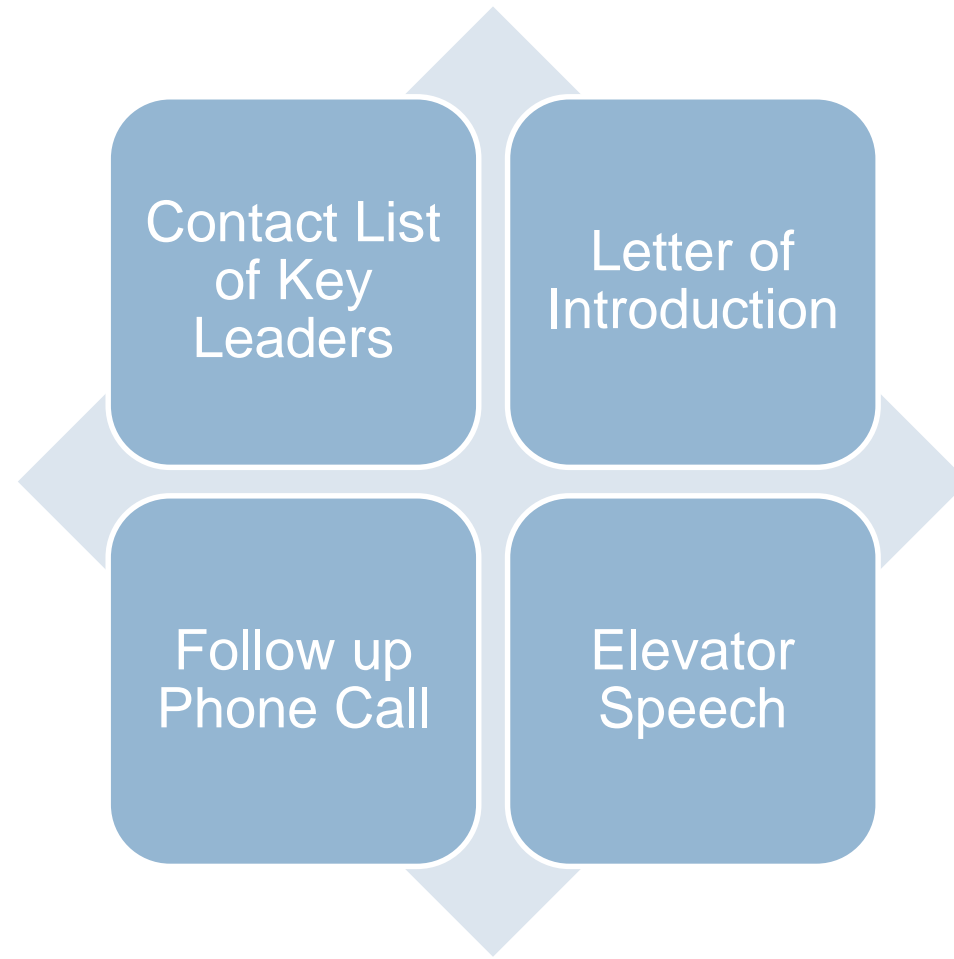 Contact List
of Key
Leaders
Letter of
Introduction
Follow up
Phone Call
Elevator
Speech